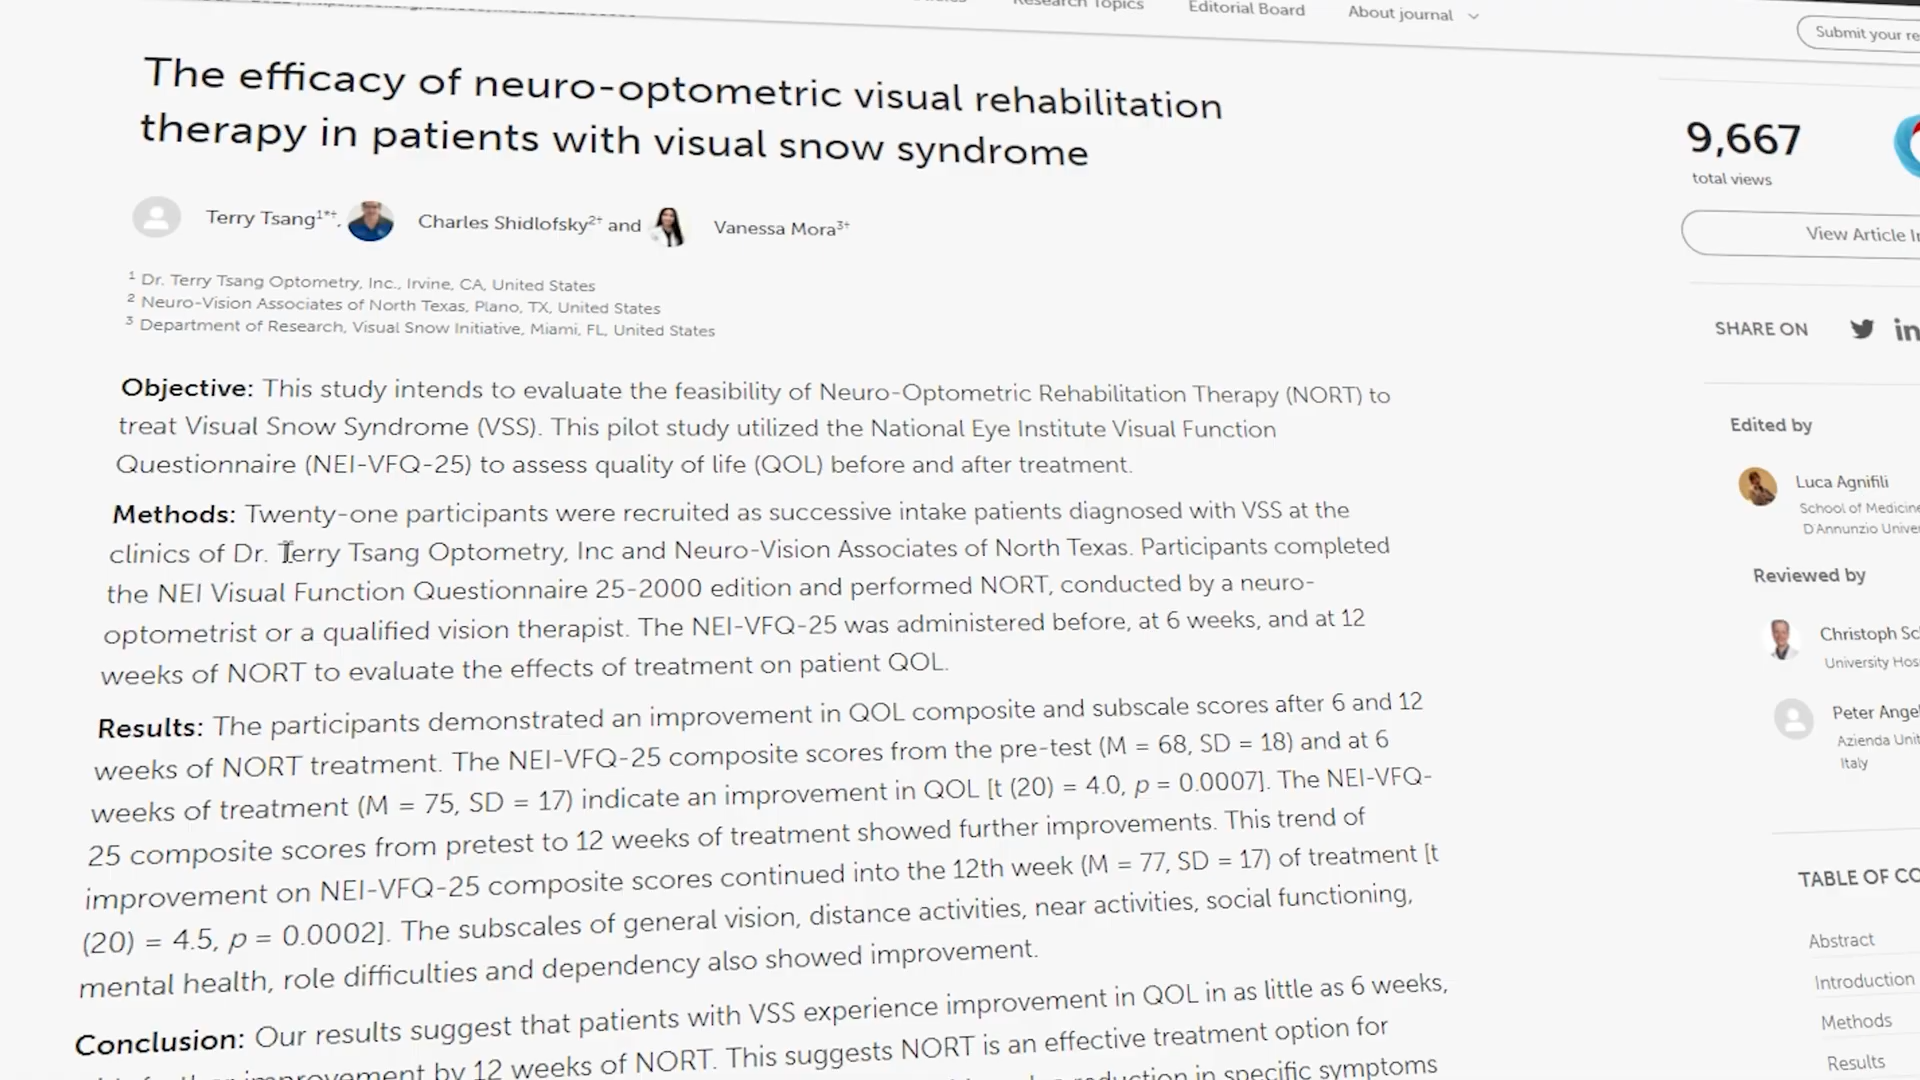 Research Topics
Editorial Board
About journal
Submit your re
The efficacy of neuro-optometric visual rehabilitation
therapy in patients with visual snow syndrome
Terry Tsang1*†, Charles Shidlofsky2† and Vanessa Mora3†
1 Dr. Terry Tsang Optometry, Inc., Irvine, CA, United States
2 Neuro-Vision Associates of North Texas, Plano, TX, United States
3 Department of Research, Visual Snow Initiative, Miami, FL, United States
Objective: This study intends to evaluate the feasibility of Neuro-Optometric Rehabilitation Therapy (NORT) to
treat Visual Snow Syndrome (VSS). This pilot study utilized the National Eye Institute Visual Function
Questionnaire (NEI-VFQ-25) to assess quality of life (QOL) before and after treatment.
Methods: Twenty-one participants were recruited as successive intake patients diagnosed with VSS at the
clinics of Dr. Terry Tsang Optometry, Inc and Neuro-Vision Associates of North Texas. Participants completed
the NEI Visual Function Questionnaire 25-2000 edition and performed NORT, conducted by a neuro-
optometrist or a qualified vision therapist. The NEI-VFQ-25 was administered before, at 6 weeks, and at 12
weeks of NORT to evaluate the effects of treatment on patient QOL.
Results: The participants demonstrated an improvement in QOL composite and subscale scores after 6 and 12
weeks of NORT treatment. The NEI-VFQ-25 composite scores from the pre-test (M = 68, SD = 18) and at 6
weeks of treatment (M = 75, SD = 17) indicate an improvement in QOL [t (20) = 4.0, p = 0.0007]. The NEI-VFQ-
25 composite scores from pretest to 12 weeks of treatment showed further improvements. This trend of
improvement on NEI-VFQ-25 composite scores continued into the 12th week (M = 77, SD = 17) of treatment [t
(20) = 4.5, p = 0.0002]. The subscales of general vision, distance activities, near activities, social functioning,
mental health, role difficulties and dependency also showed improvement.
Conclusion: Our results suggest that patients with VSS experience improvement in QOL in as little as 6 weeks,
improvement by 12 weeks of NORT. This suggests NORT is an effective treatment option for
reduction in specific symptoms
9,667
total views
View Article In
SHARE ON
Edited by
Luca Agnifili
School of Medicine
D'Annunzio Univer
Reviewed by
Christoph Sc
University Hos
Peter Ange
Azienda Unit
Italy
TABLE OF CO
Abstract
Introduction
Methods
Results